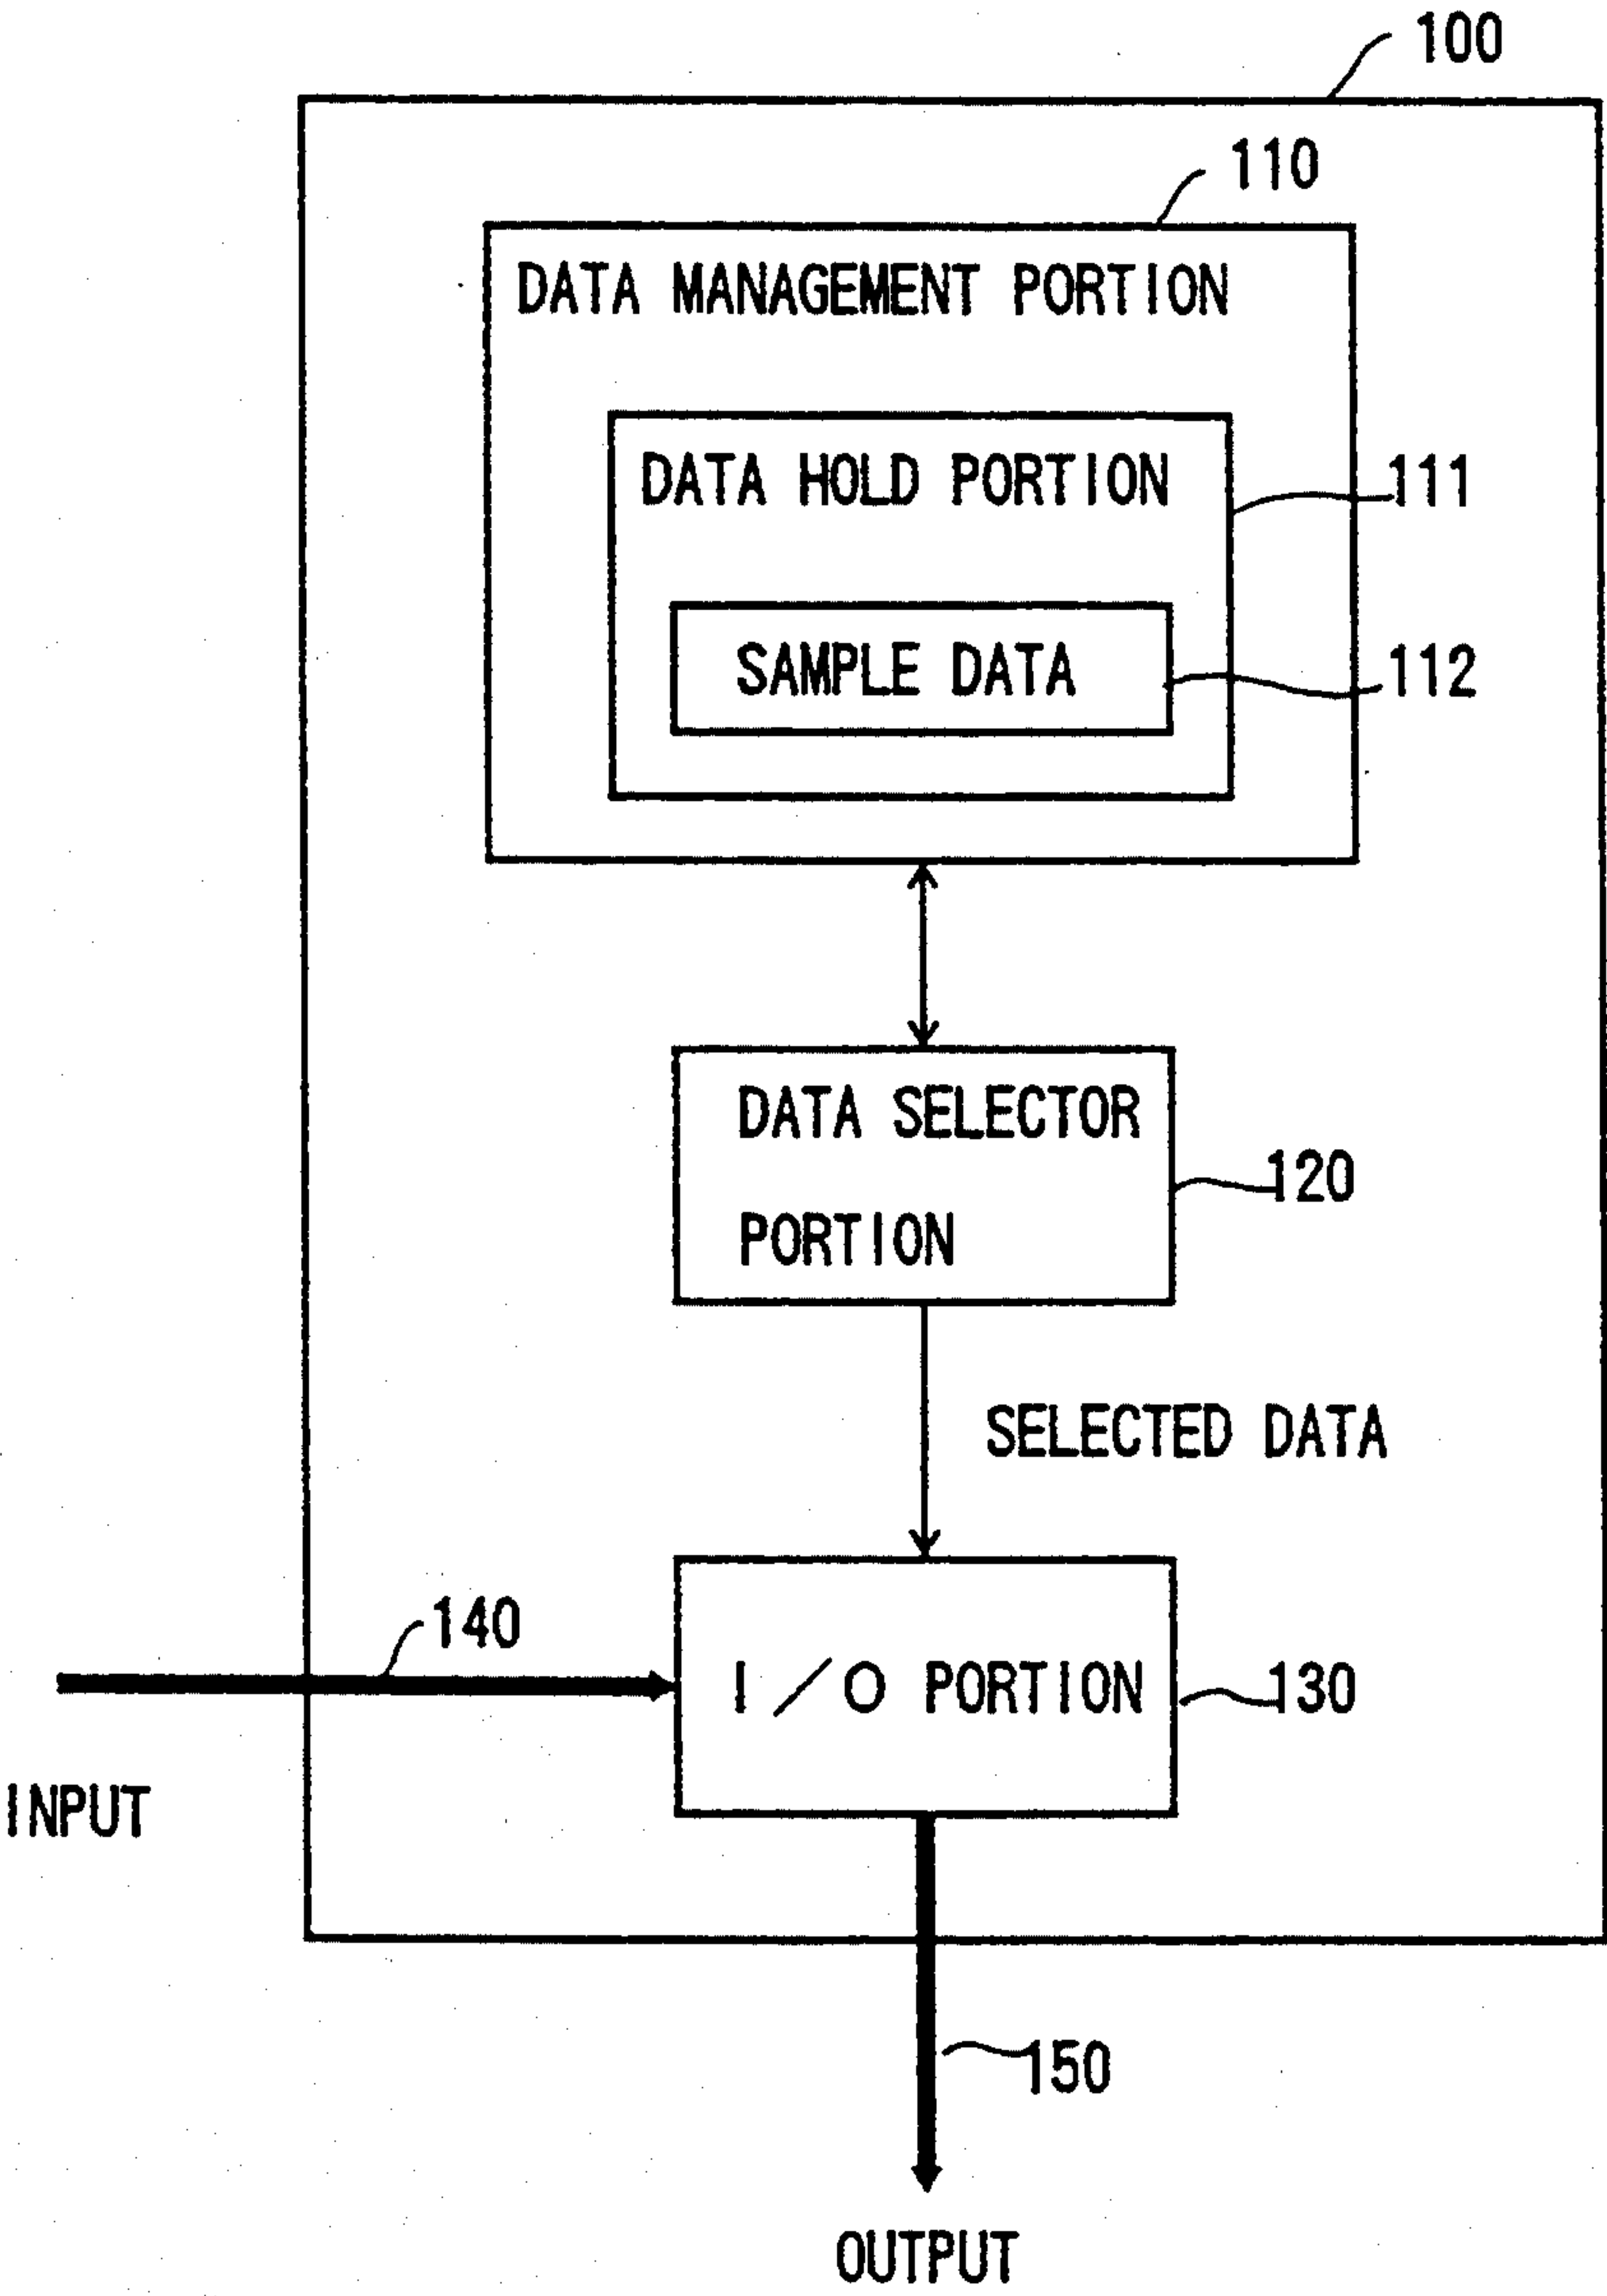 100
110
DATA MANAGEMENT PORTION
DATA HOLD PORTION
111
SAMPLE DATA
112
DATA SELECTOR
PORTION
120
SELECTED DATA
140
I/O PORTION
130
INPUT
150
OUTPUT